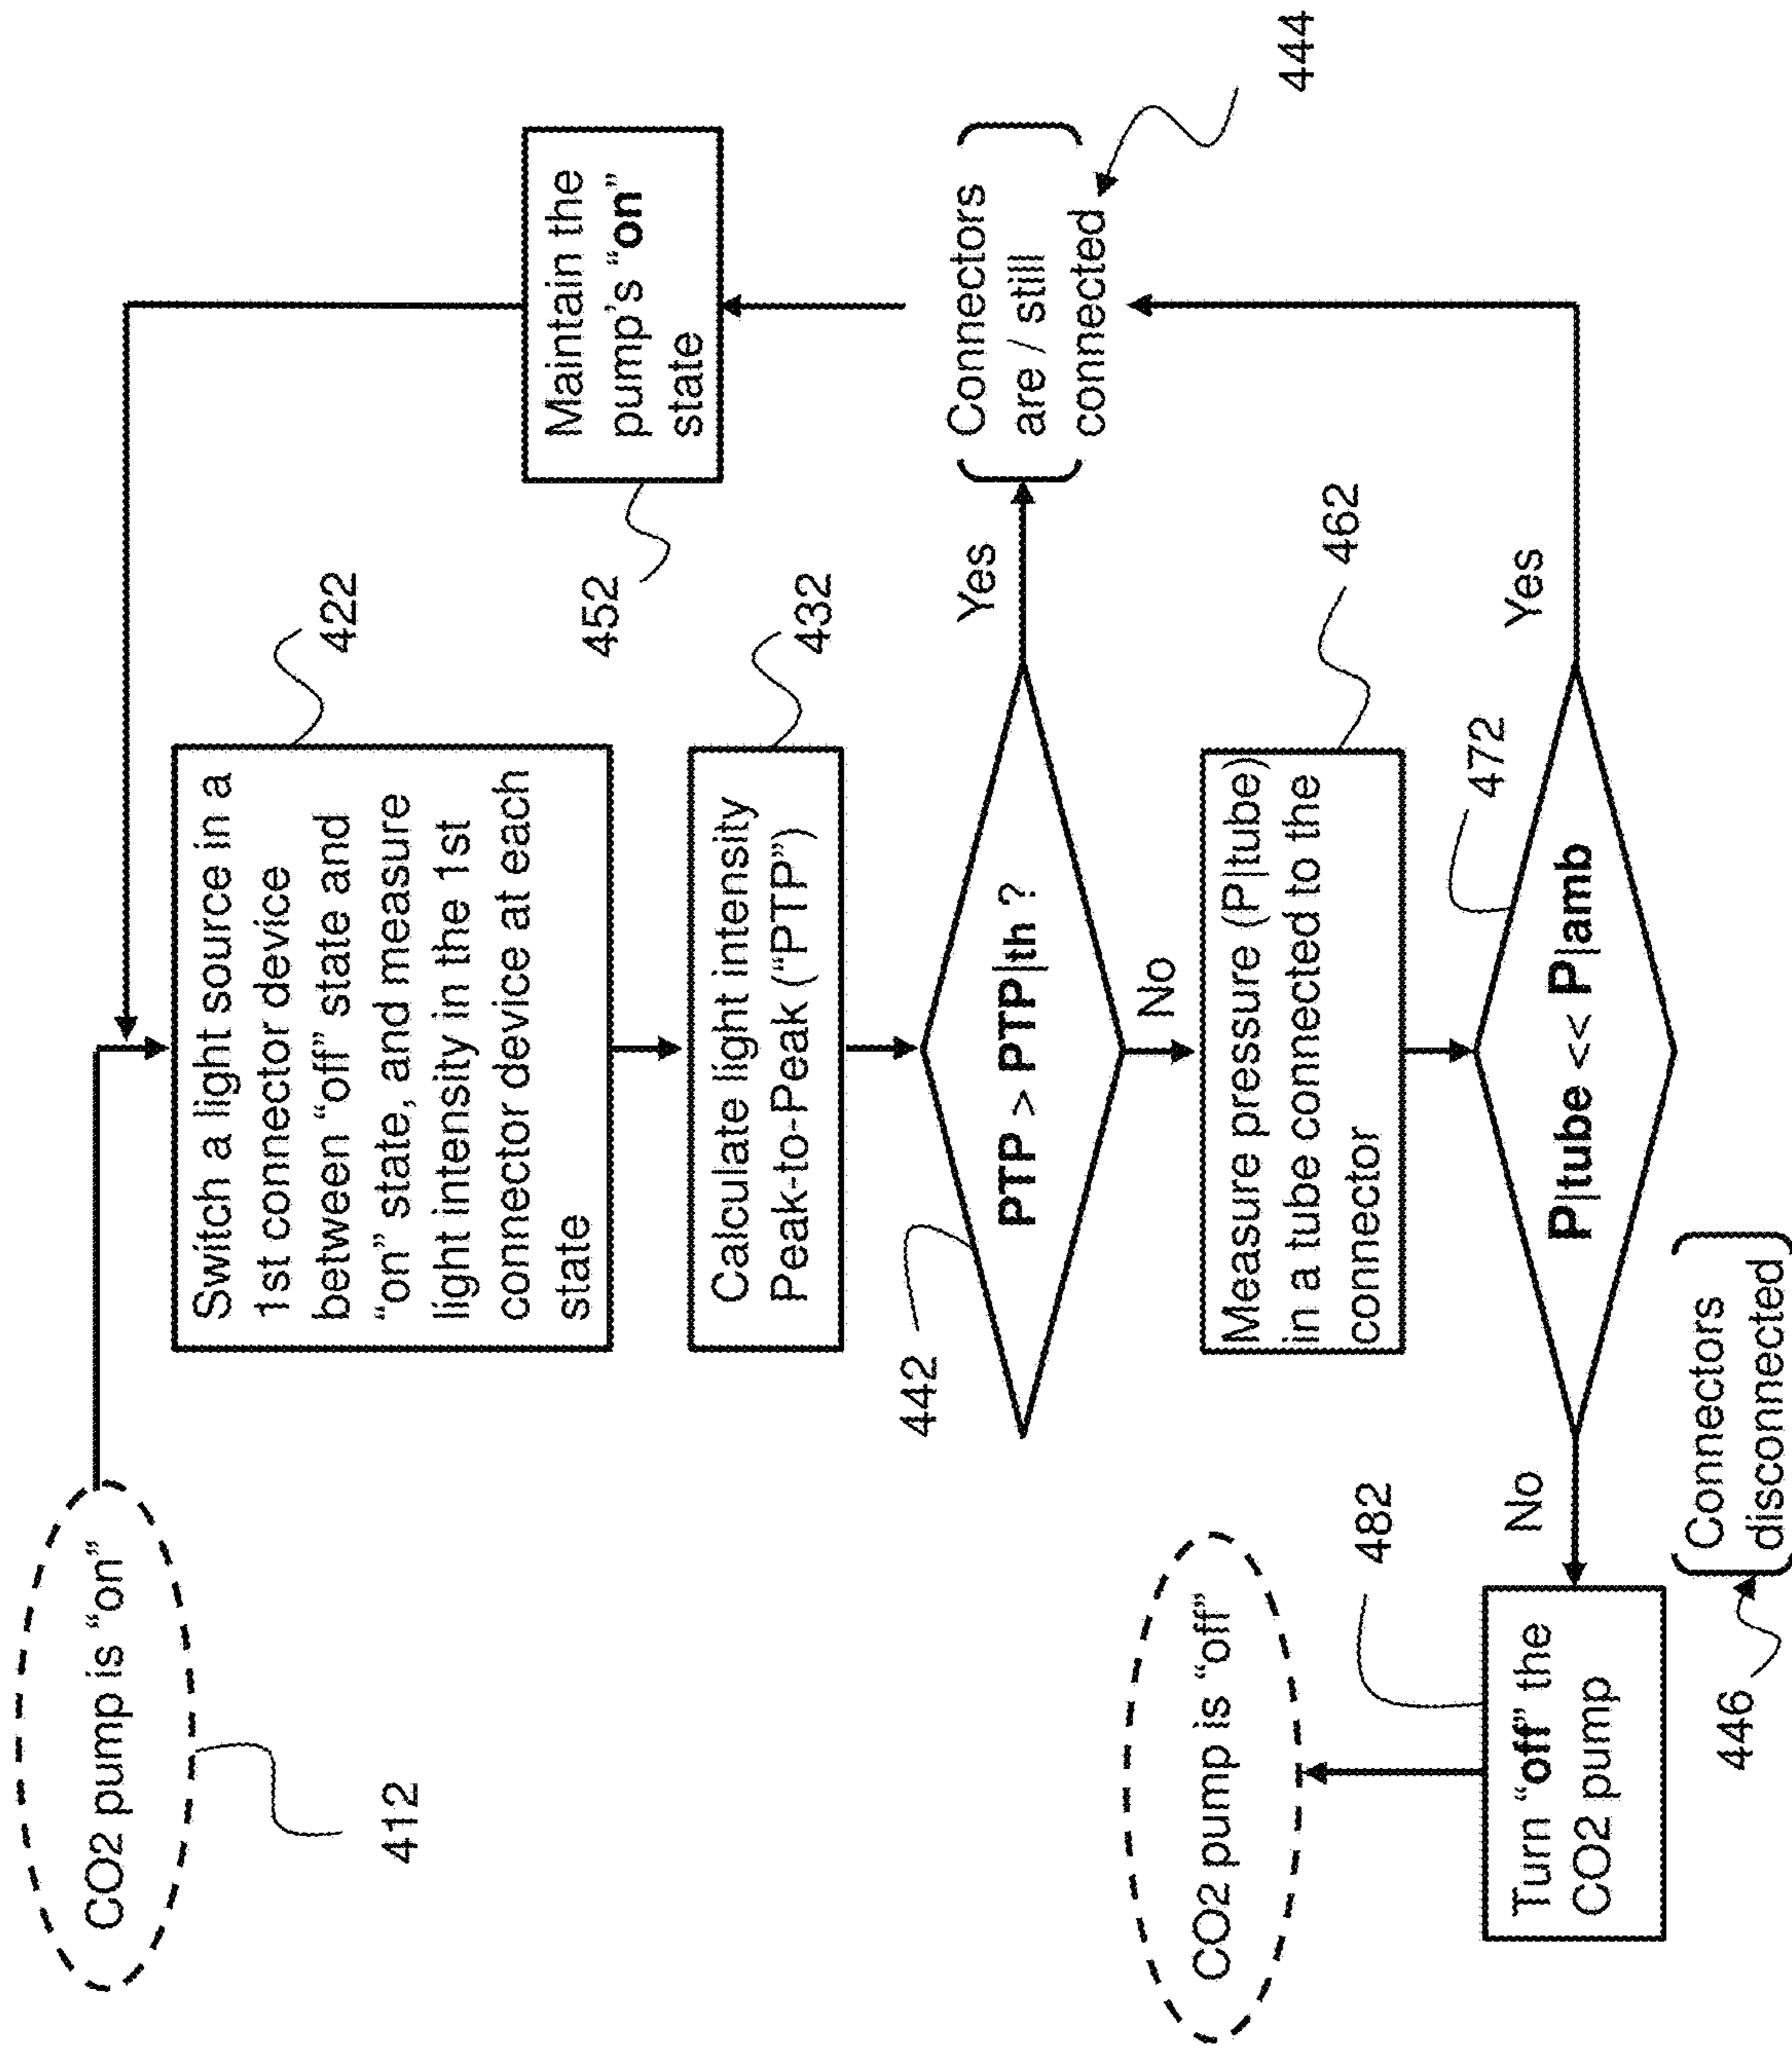 CO2 pump is “on”
412
Switch a light source in a
1st connector device
between “off” state and
“on” state, and measure
light intensity in the 1st
connector device at each
state
422
Maintain the
pump's “on”
state
452
Calculate light intensity
Peak-to-Peak (“PTP”)
432
442
PTP > PTP|th ?
Yes
Connectors
are / still
connected
444
No
Measure pressure (P|tube)
in a tube connected to the
connector
462
CO2 pump is “off”
472
P|tube << P|amb
Yes
No
482
Turn “off” the
CO2 pump
Connectors
disconnected
446